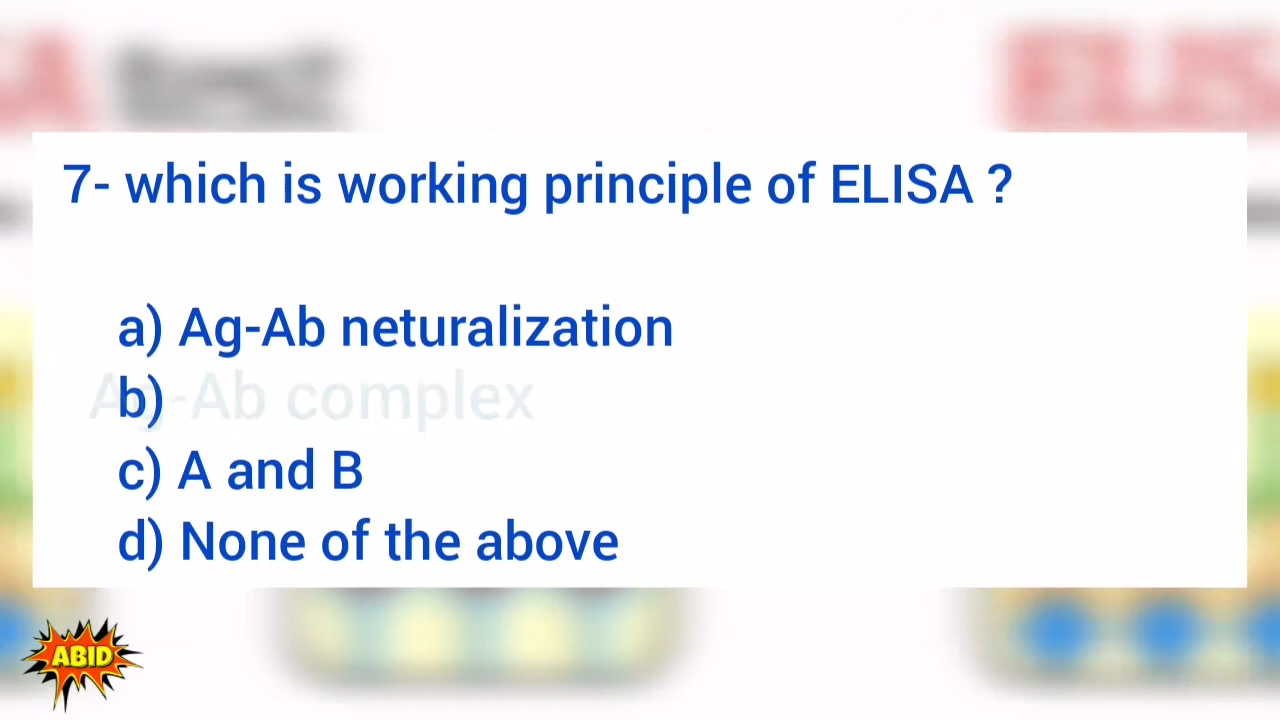 7- which is working principle of ELISA ?
a) Ag-Ab neturalization
b) Ag-Ab complex
c) A and B
d) None of the above
ABID